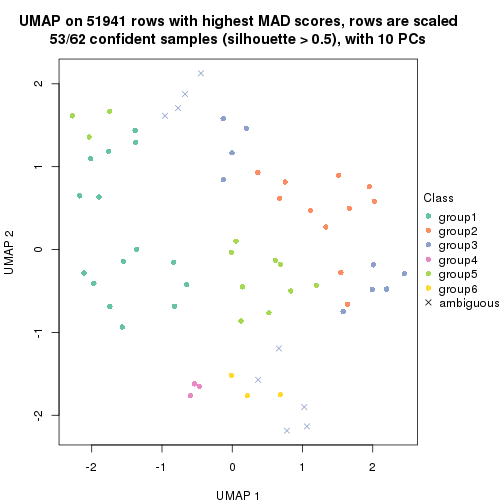 UMAP on 51941 rows with highest MAD scores, rows are scaled
53/62 confident samples (silhouette > 0.5), with 10 PCs
2
1
0
-1
-2
UMAP 2
-2
-1
0
1
2
UMAP 1
Class
group1
group2
group3
group4
group5
group6
ambiguous